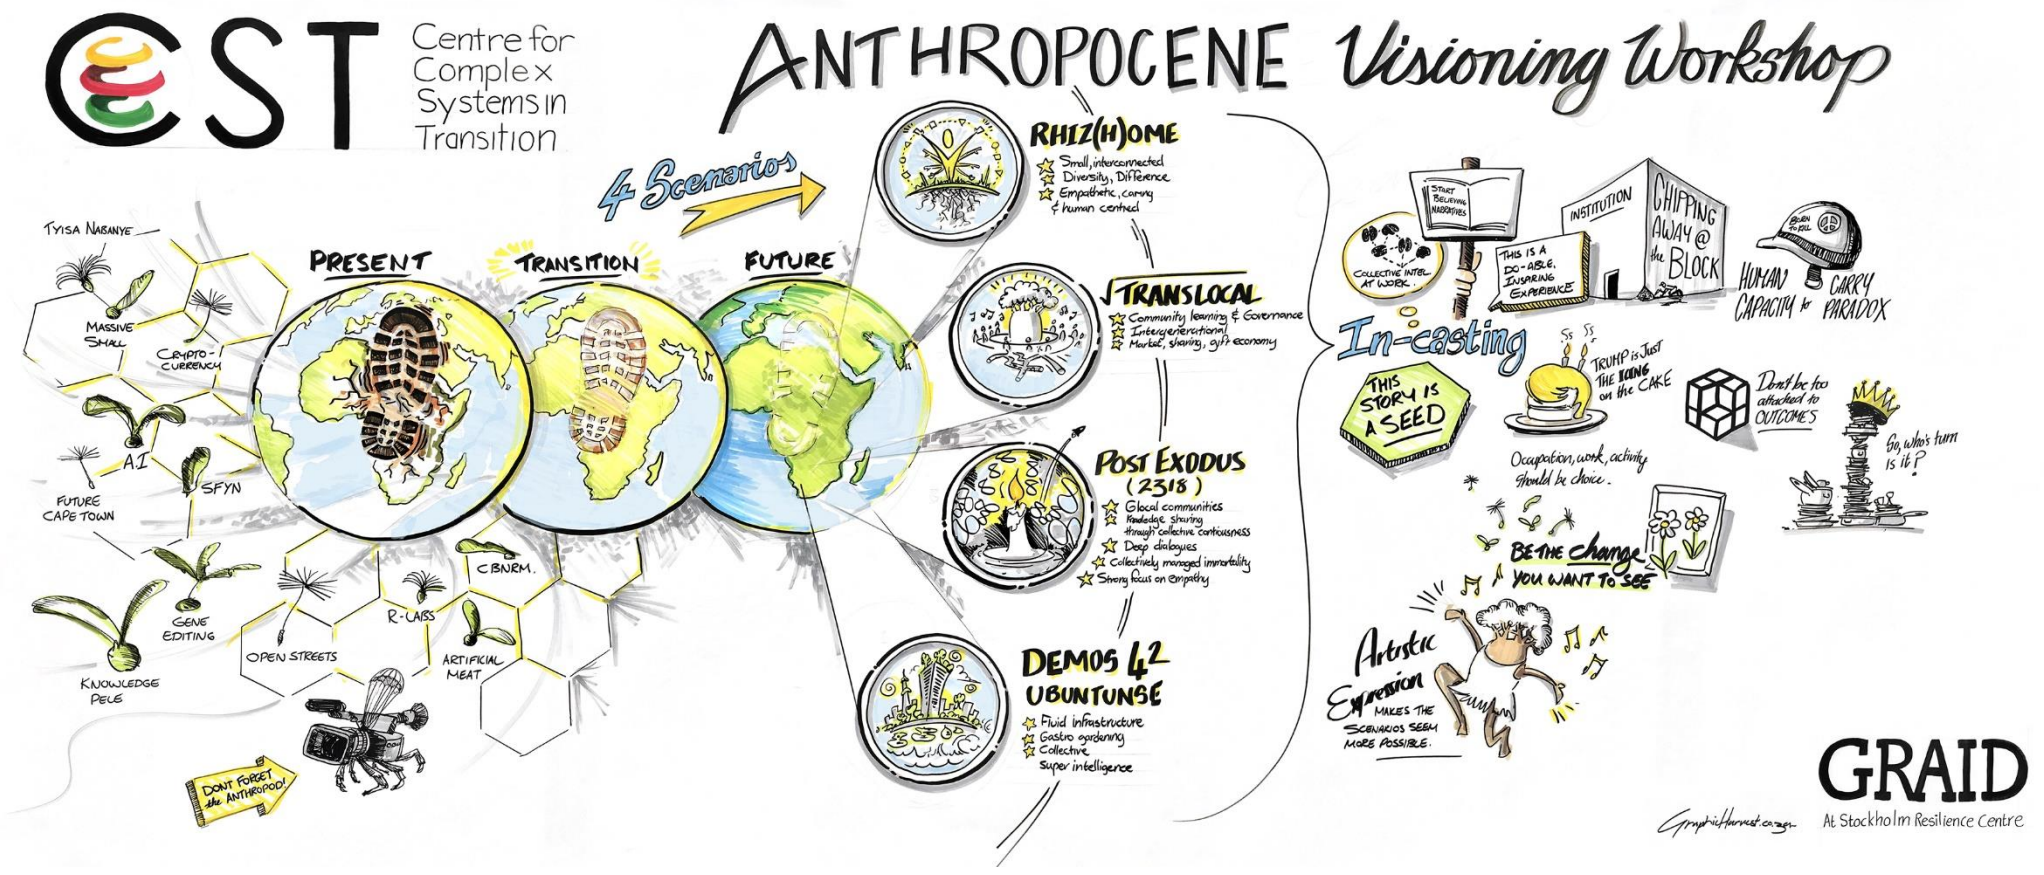 CST
Centre for
Complex
Systems in
Transition
ANTHROPOCENE Visioning Workshop
4 Scenarios
PRESENT
TRANSITION
FUTURE
TYISA NABANYE
MASSIVE
SMALL
CRYPTO-
CURRENCY
A.I
SFYN
FUTURE
CAPE TOWN
GENE
EDITING
KNOWLEDGE
PELE
OPEN STREETS
R-LABS
CBNRM.
ARTIFICIAL
MEAT
DONT FORGET
the ANTHROPOD!
RHIZ(H)OME
Small, interconnected
Diversity, Difference
Empathetic, caring
& human centred
TRANSLOCAL
Community learning & Governance
Intergenerational
Market, sharing, gift economy
POST EXODUS
(2318)
Glocal communities
Knoledge sharing
through collective contiousness
Deep dialogues
Collectively managed immortality
Strong focus on empathy
DEMOS 42
UBUNTUNSE
Fluid infrastructure
Gastro gardening
Collective
super intelligence
START
BELIEVING
NARRATIVES
COLLECTIVE INTEL.
AT WORK.
THIS IS A
DO-ABLE,
INSPIRING
EXPERIENCE
INSTITUTION
CHIPPING
AWAY @
the BLOCK
BORN
TO KILL
HUMAN
CAPACITY to
CARRY
PARADOX
In-casting
THIS
STORY IS
A SEED
TRUMP is Just
THE ICING
on the CAKE
Don't be too
attached to
OUTCOMES
So, who's turn
is it?
Occupation, work, activity
should be choice.
BE THE change
YOU WANT TO SEE
Artistic
Expression
MAKES THE
SCENARIOS SEEM
MORE POSSIBLE.
GraphicHarvest.co.za
GRAID
At Stockholm Resilience Centre